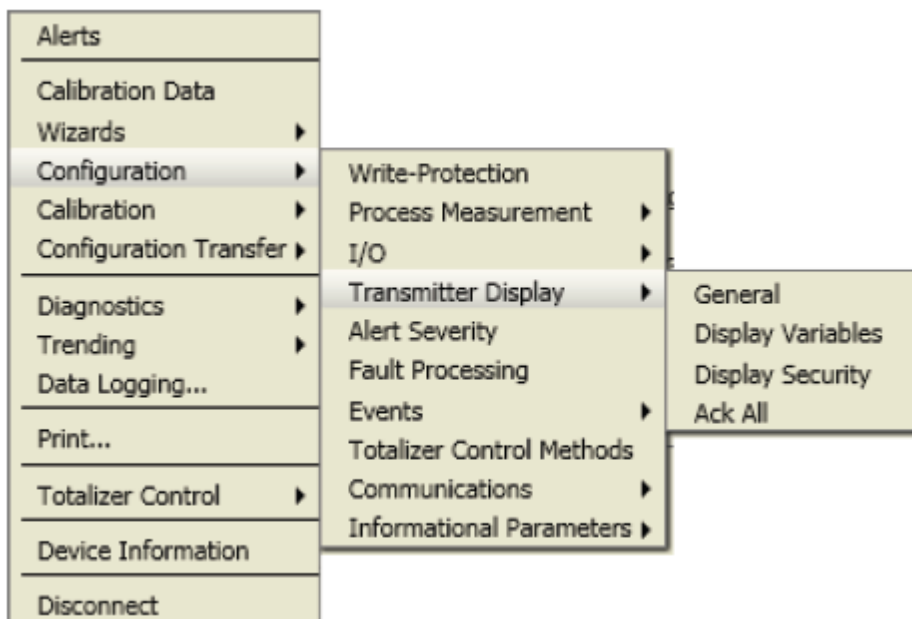 Alerts
Calibration Data
Wizards
Configuration
Calibration
Configuration Transfer
Diagnostics
Trending
Data Logging...
Print...
Totalizer Control
Device Information
Disconnect
Write-Protection
Process Measurement
I/O
Transmitter Display
Alert Severity
Fault Processing
Events
Totalizer Control Methods
Communications
Informational Parameters
General
Display Variables
Display Security
Ack All